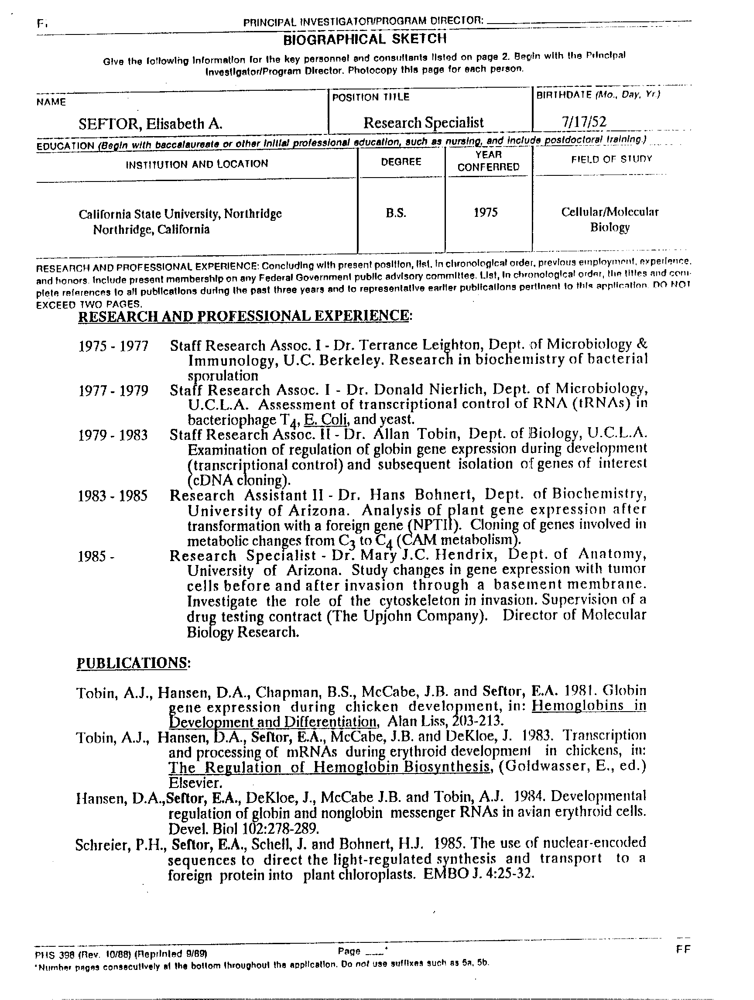 F.
PRINCIPAL INVESTIGATOR/PROGRAM DIRECTOR:
BIOGRAPHICAL SKETCH
Give the following information for the key personnel and consultants listed on page 2. Begin with the Principal
Investigator/Program Director. Photocopy this page for each person.
NAME
POSITION TITLE
BIRTHDATE (Mo., Day, Yr.)
SEFTOR, Elisabeth A.
Research Specialist
7/17/52
EDUCATION (Begin with baccalaureate or other initial professional education, such as nursing, and include postdoctoral training.)
INSTITUTION AND LOCATION
DEGREE
YEAR
CONFERRED
FIELD OF STUDY
California State University, Northridge
Northridge, California
B.S.
1975
Cellular/Molecular
Biology
RESEARCH AND PROFESSIONAL EXPERIENCE: Concluding with present position, list, in chronological order, previous employment, experience,
and honors. Include present membership on any Federal Government public advisory committee. List, in chronological order, the titles and com-
plete references to all publications during the past three years and to representative earlier publications pertinent to this application. DO NOT
EXCEED TWO PAGES.
RESEARCH AND PROFESSIONAL EXPERIENCE:
1975 - 1977 Staff Research Assoc. I - Dr. Terrance Leighton, Dept. of Microbiology &
Immunology, U.C. Berkeley. Research in biochemistry of bacterial
sporulation
1977 - 1979 Staff Research Assoc. I - Dr. Donald Nierlich, Dept. of Microbiology,
U.C.L.A. Assessment of transcriptional control of RNA (tRNAs) in
bacteriophage T4, E. Coli, and yeast.
1979 - 1983 Staff Research Assoc. II - Dr. Allan Tobin, Dept. of Biology, U.C.L.A.
Examination of regulation of globin gene expression during development
(transcriptional control) and subsequent isolation of genes of interest
(cDNA cloning).
1983 - 1985 Research Assistant II - Dr. Hans Bohnert, Dept. of Biochemistry,
University of Arizona. Analysis of plant gene expression after
transformation with a foreign gene (NPTII). Cloning of genes involved in
metabolic changes from C3 to C4 (CAM metabolism).
1985 - Research Specialist - Dr. Mary J.C. Hendrix, Dept. of Anatomy,
University of Arizona. Study changes in gene expression with tumor
cells before and after invasion through a basement membrane.
Investigate the role of the cytoskeleton in invasion. Supervision of a
drug testing contract (The Upjohn Company). Director of Molecular
Biology Research.
PUBLICATIONS:
Tobin, A.J., Hansen, D.A., Chapman, B.S., McCabe, J.B. and Seftor, E.A. 1981. Globin
gene expression during chicken development, in: Hemoglobins in
Development and Differentiation, Alan Liss, 203-213.
Tobin, A.J., Hansen, D.A., Seftor, E.A., McCabe, J.B. and DeKloe, J. 1983. Transcription
and processing of mRNAs during erythroid development in chickens, in:
The Regulation of Hemoglobin Biosynthesis, (Goldwasser, E., ed.)
Elsevier.
Hansen, D.A.,Seftor, E.A., DeKloe, J., McCabe J.B. and Tobin, A.J. 1984. Developmental
regulation of globin and nonglobin messenger RNAs in avian erythroid cells.
Devel. Biol 102:278-289.
Schreier, P.H., Seftor, E.A., Schell, J. and Bohnert, H.J. 1985. The use of nuclear-encoded
sequences to direct the light-regulated synthesis and transport to a
foreign protein into plant chloroplasts. EMBO J. 4:25-32.
PHS 398 (Rev. 10/88) (Reprinted 9/89)
Page ___*
FF
*Number pages consecutively at the bottom throughout the application. Do not use suffixes such as 5a, 5b.